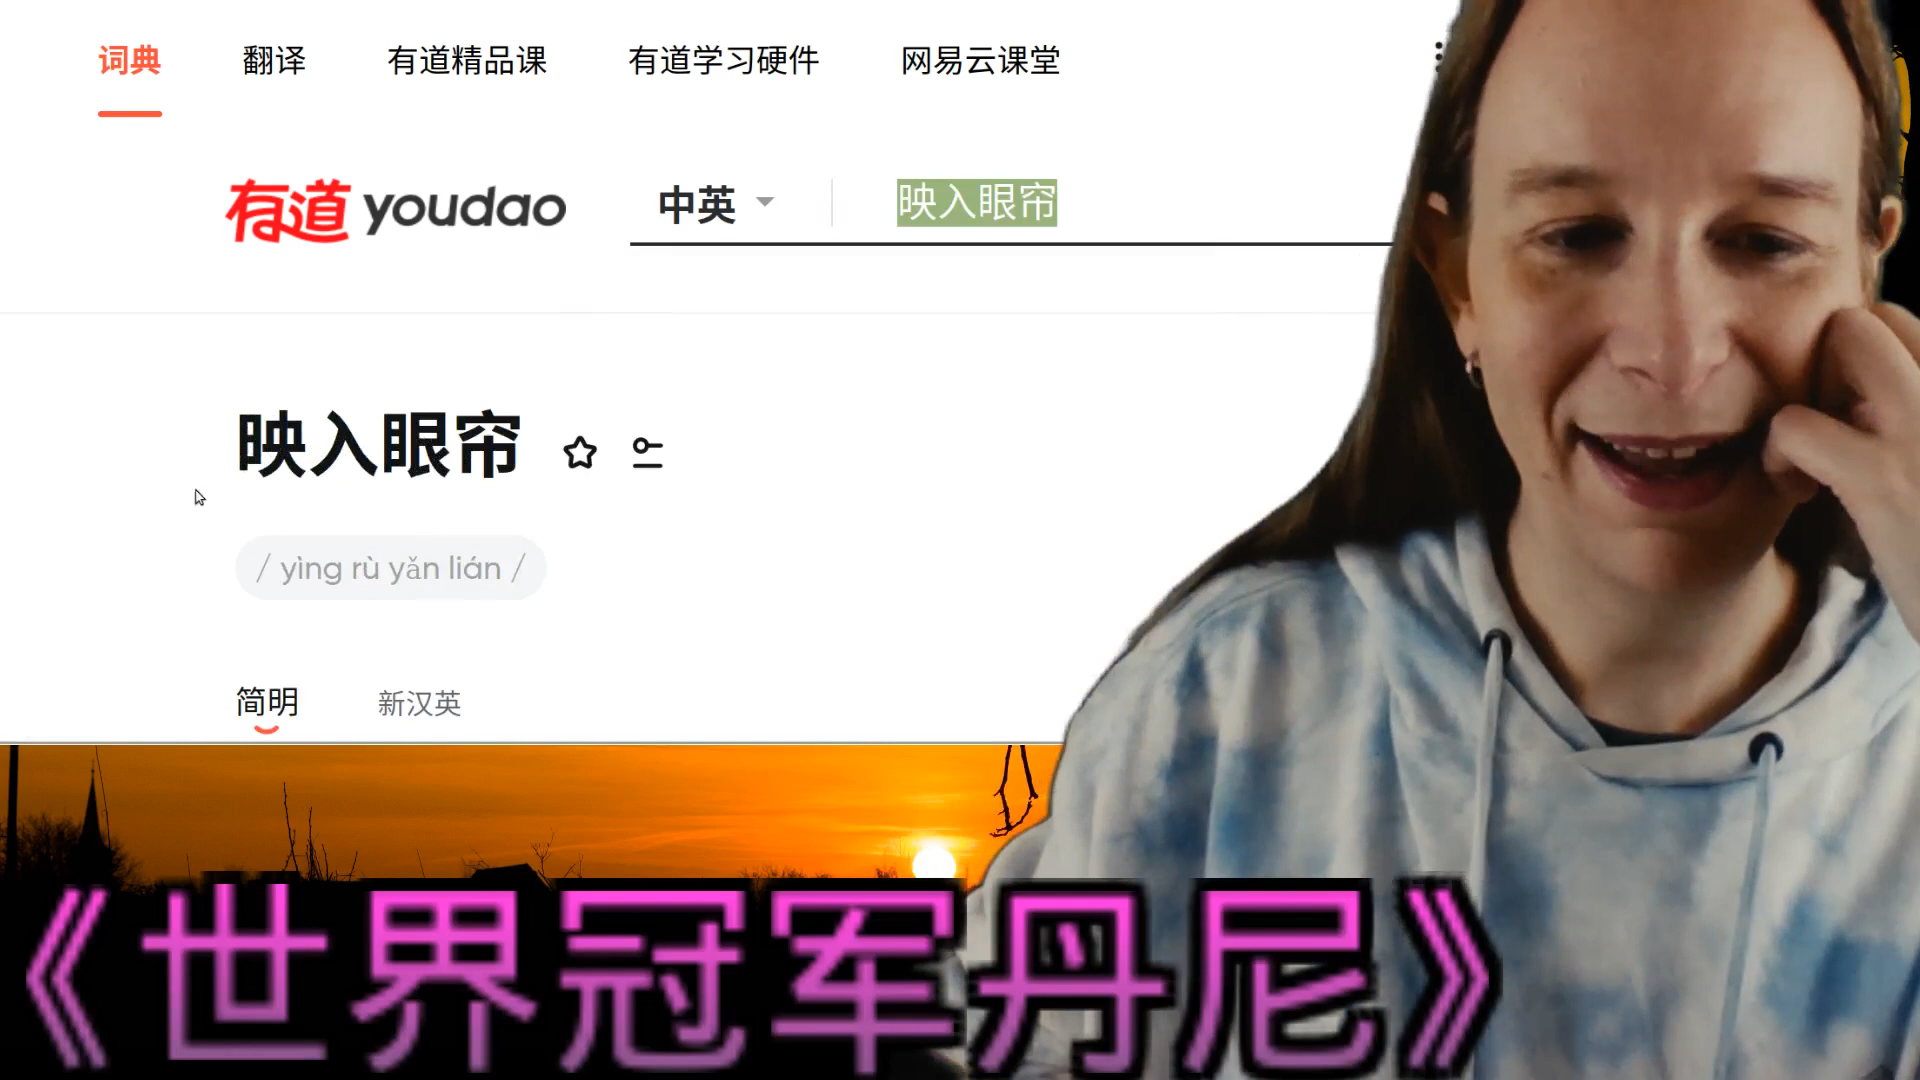 词典 翻译 有道精品课 有道学习硬件 网易云课堂
有道 youdao 中英 映入眼帘
映入眼帘
/ yìng rù yǎn lián /
简明 新汉英
《世界冠军丹尼》